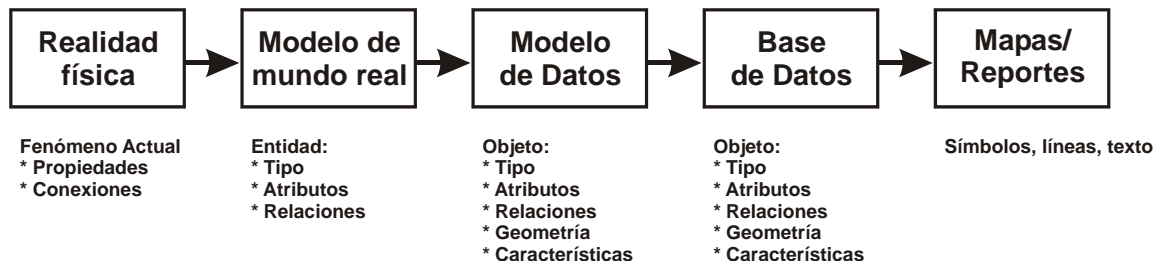 Realidad
física
Modelo de
mundo real
Modelo
de Datos
Base
de Datos
Mapas/
Reportes
Fenómeno Actual
* Propiedades
* Conexiones
Entidad:
* Tipo
* Atributos
* Relaciones
Objeto:
* Tipo
* Atributos
* Relaciones
* Geometría
* Características
Objeto:
* Tipo
* Atributos
* Relaciones
* Geometría
* Características
Símbolos, líneas, texto